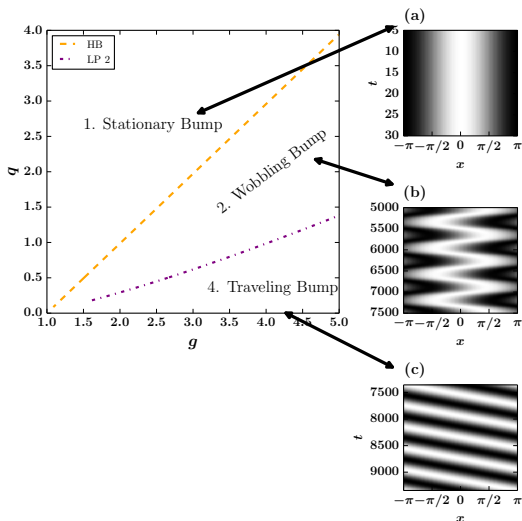 (a)
4.0
3.5
3.0
2.5
2.0
1.5
1.0
0.5
0.0
q
HB
LP 2
1. Stationary Bump
2. Wobbling Bump
4. Traveling Bump
1.0 1.5 2.0 2.5 3.0 3.5 4.0 4.5 5.0
g
5
10
15
20
25
30
t
−π −π/2 0 π/2 π
x
(b)
5000
5500
6000
6500
7000
7500
−π −π/2 0 π/2 π
x
(c)
7500
8000
8500
9000
t
−π −π/2 0 π/2 π
x